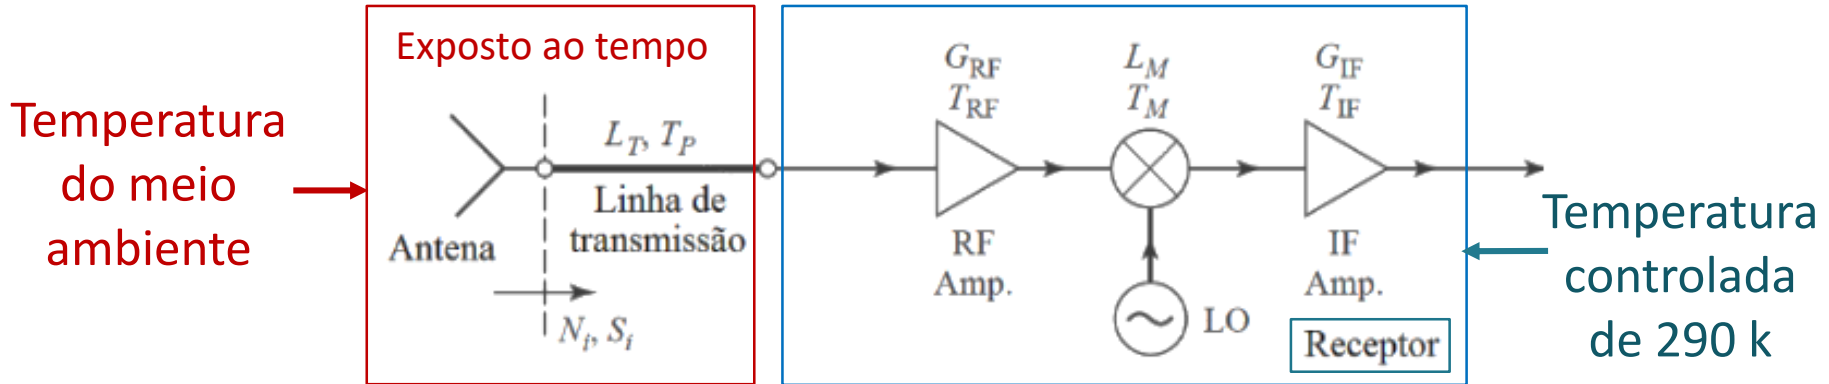 Temperatura
do meio
ambiente
Exposto ao tempo
Antena
L_T, T_P
Linha de
transmissão
N_i, S_i
G_RF
T_RF
RF
Amp.
L_M
T_M
LO
G_IF
T_IF
IF
Amp.
Receptor
Temperatura
controlada
de 290 k